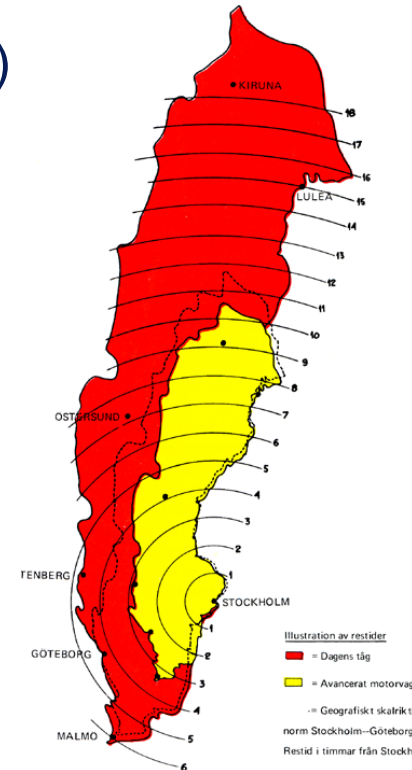 )
KIRUNA
18
17
16
LULEA
15
14
13
12
11
10
9
8
ÖSTERSUND
7
6
5
4
3
2
TENBERG
1
STOCKHOLM
1
GÖTEBORG
2
3
4
MALMO
5
6
Illustration av restider
= Dagens tåg
= Avancerat motorvag
-= Geografiskt skalrikt
norm Stockholm--Göteborg
Restid i timmar från Stockh